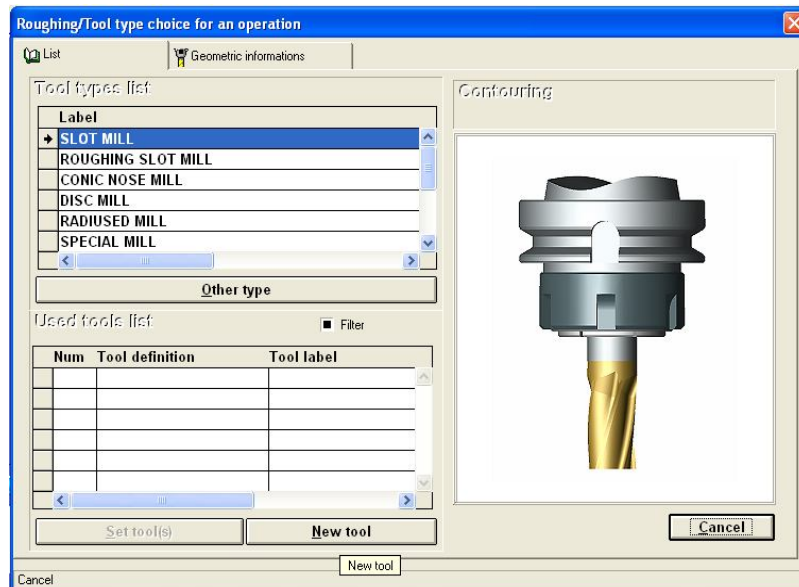 Roughing/Tool type choice for an operation
List
Geometric informations
Tool types list
Label
SLOT MILL
ROUGHING SLOT MILL
CONIC NOSE MILL
DISC MILL
RADIUSED MILL
SPECIAL MILL
Other type
Used tools list
Filter
Num Tool definition Tool label
Set tool(s)
New tool
New tool
Contouring
Cancel
Cancel